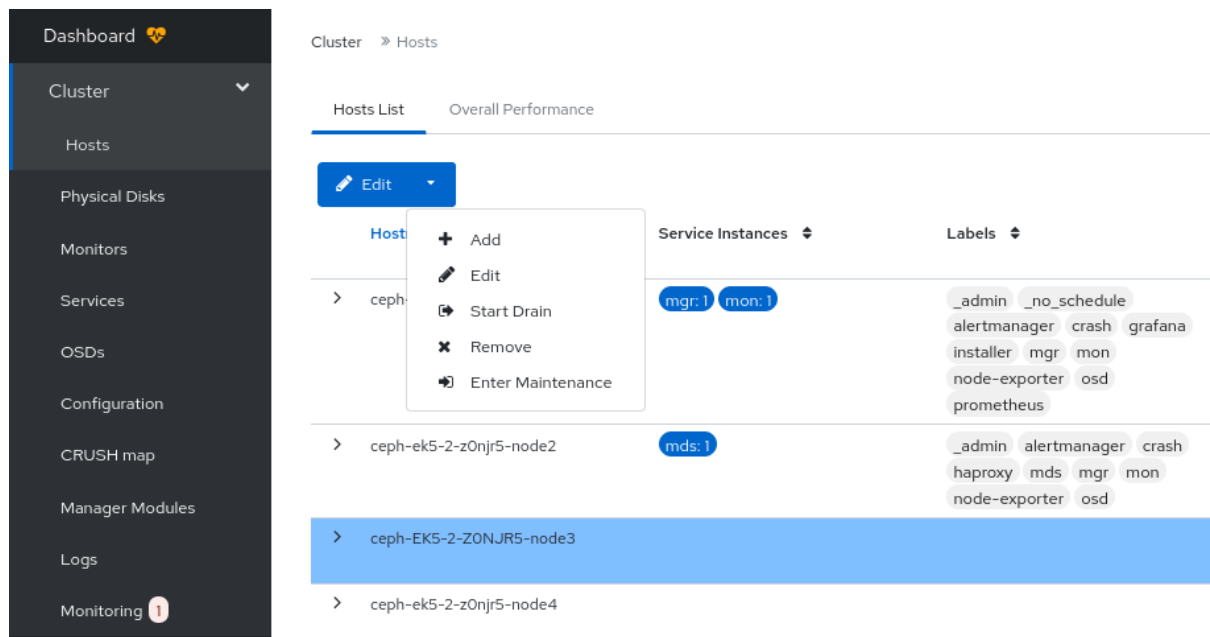 Dashboard
Cluster
Hosts
Physical Disks
Monitors
Services
OSDs
Configuration
CRUSH map
Manager Modules
Logs
Monitoring 1
Cluster » Hosts
Hosts List Overall Performance
Edit
Add
Edit
Start Drain
Remove
Enter Maintenance
Service Instances Labels
mgr: 1 mon: 1 _admin _no_schedule
alertmanager crash grafana
installer mgr mon
node-exporter osd
prometheus
ceph-ek5-2-z0njr5-node2 mds: 1 _admin alertmanager crash
haproxy mds mgr mon
node-exporter osd
ceph-EK5-2-Z0NJR5-node3
ceph-ek5-2-z0njr5-node4